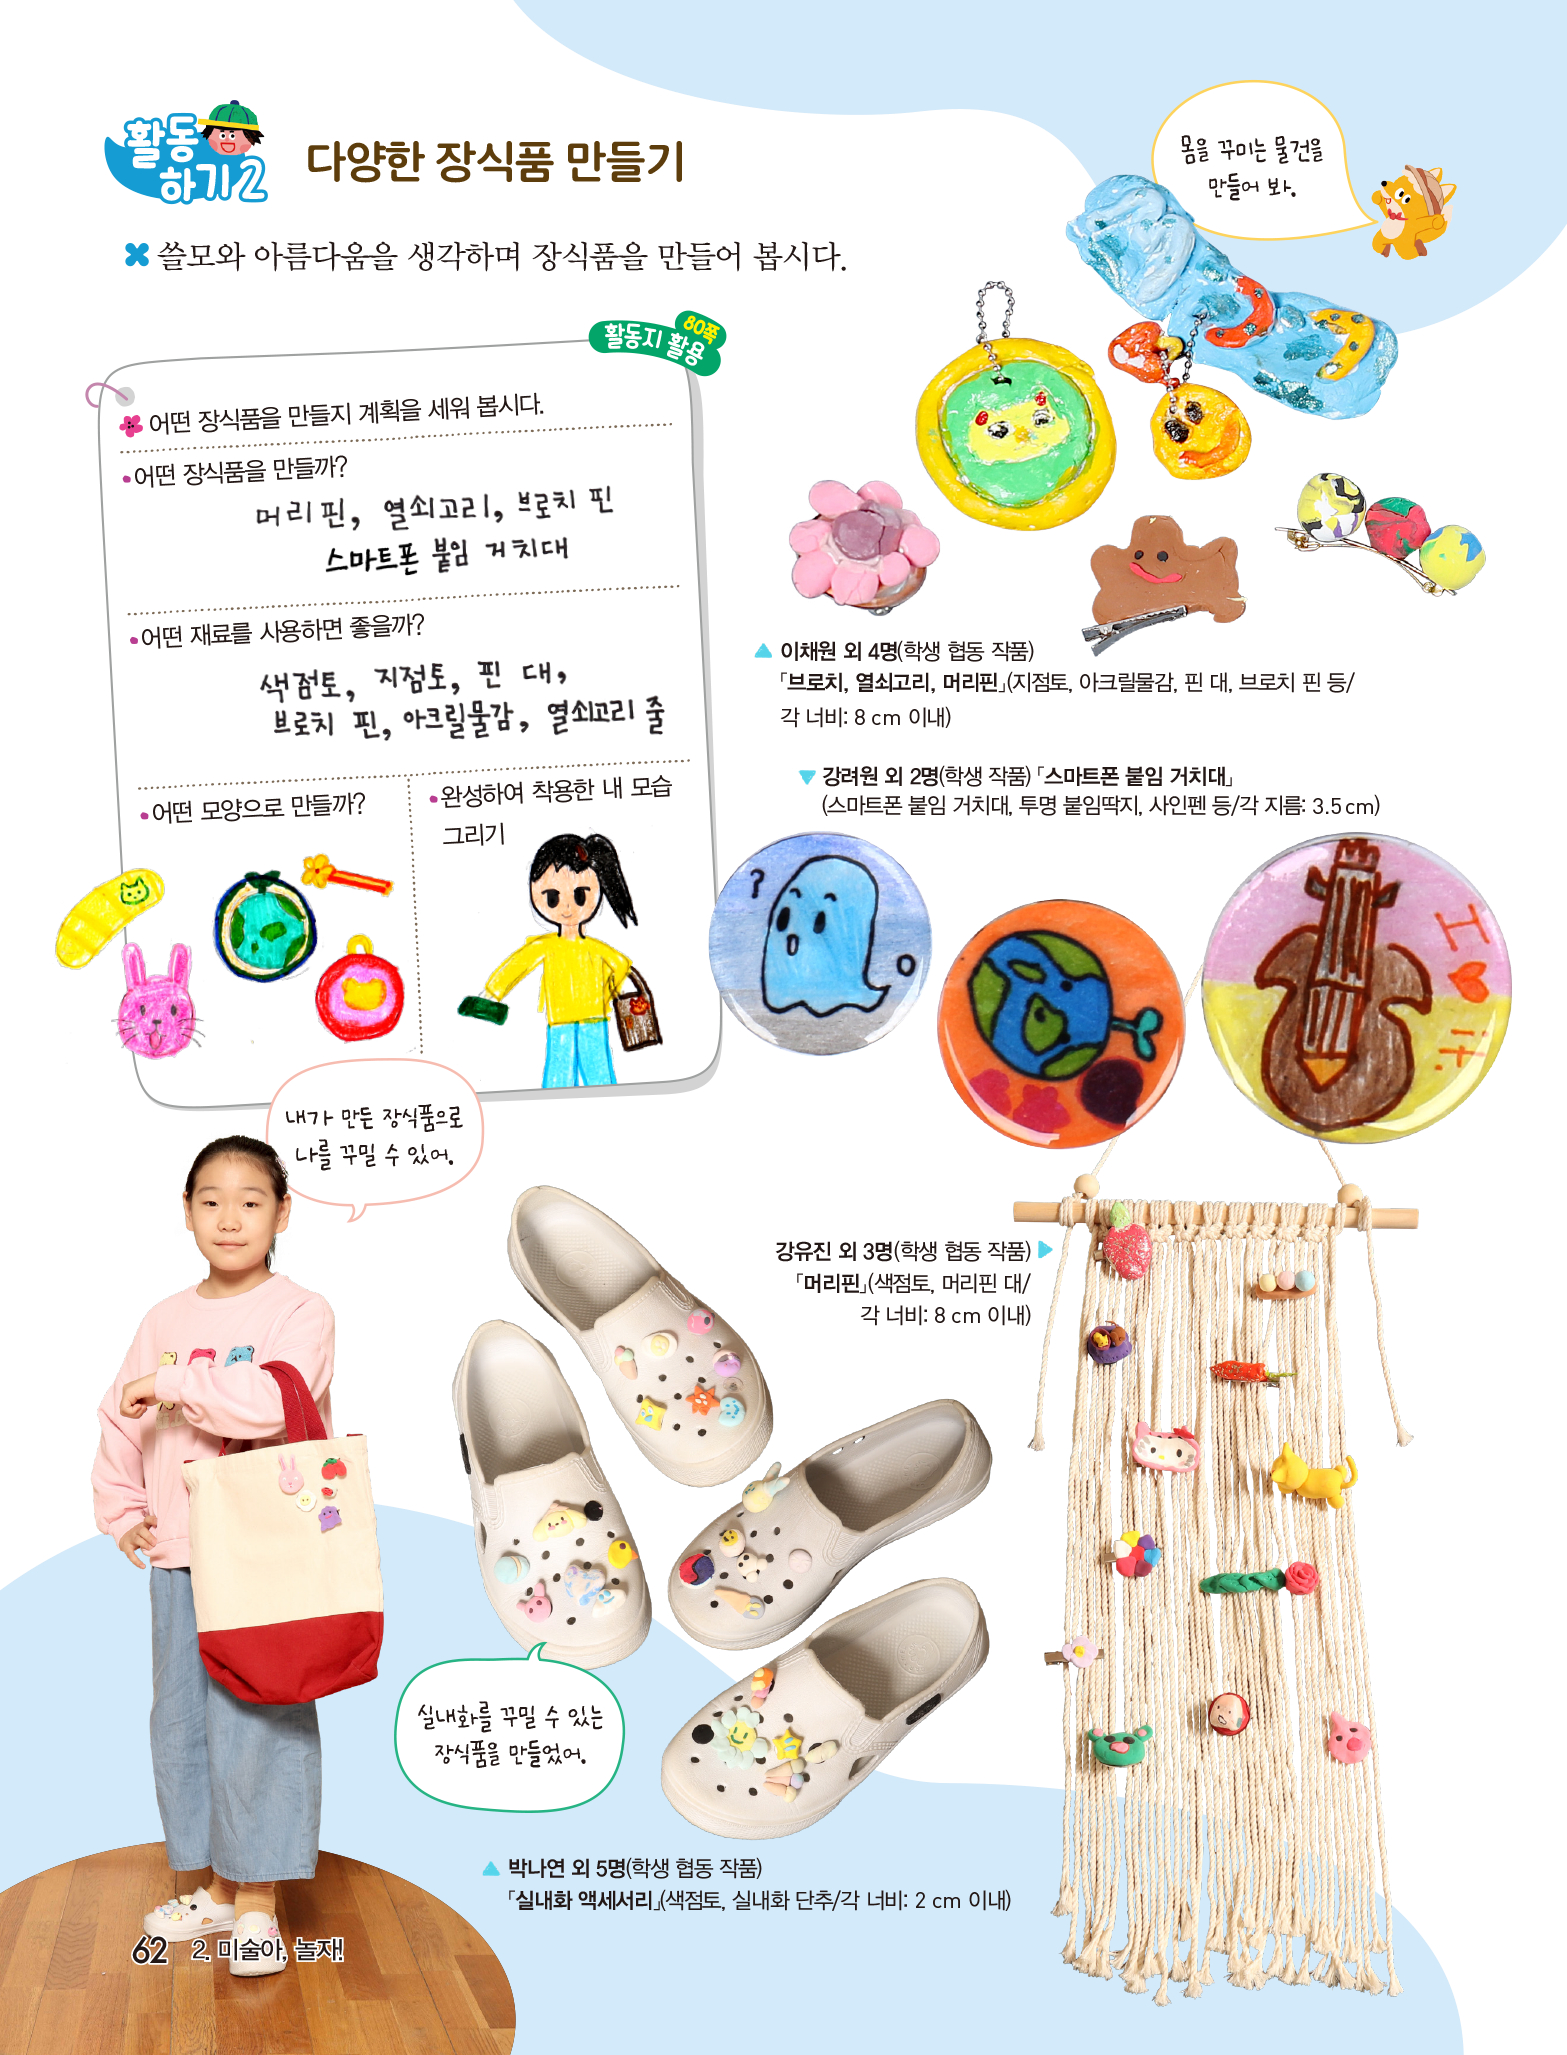 활동
하기 2
다양한 장식품 만들기
몸을 꾸미는 물건을
만들어 봐.
쓸모와 아름다움을 생각하며 장식품을 만들어 봅시다.
활동지 활용
80쪽
어떤 장식품을 만들지 계획을 세워 봅시다.
•어떤 장식품을 만들까?
머리핀, 열쇠고리, 브로치 핀
스마트폰 붙임 거치대
•어떤 재료를 사용하면 좋을까?
색점토, 지점토, 핀 대,
브로치 핀, 아크릴물감, 열쇠고리 줄
•어떤 모양으로 만들까?
•완성하여 착용한 내 모습
그리기
▲ 이채원 외 4명(학생 협동 작품)
「브로치, 열쇠고리, 머리핀」(지점토, 아크릴물감, 핀 대, 브로치 핀 등/
각 너비: 8 cm 이내)
▼ 강려원 외 2명(학생 작품) 「스마트폰 붙임 거치대」
(스마트폰 붙임 거치대, 투명 붙임딱지, 사인펜 등/각 지름: 3.5 cm)
?
I ♥
it.
내가 만든 장식품으로
나를 꾸밀 수 있어.
강유진 외 3명(학생 협동 작품) ▶
「머리핀」(색점토, 머리핀 대/
각 너비: 8 cm 이내)
실내화를 꾸밀 수 있는
장식품을 만들었어.
▲ 박나연 외 5명(학생 협동 작품)
「실내화 액세서리」(색점토, 실내화 단추/각 너비: 2 cm 이내)
62 2. 미술아, 놀자!